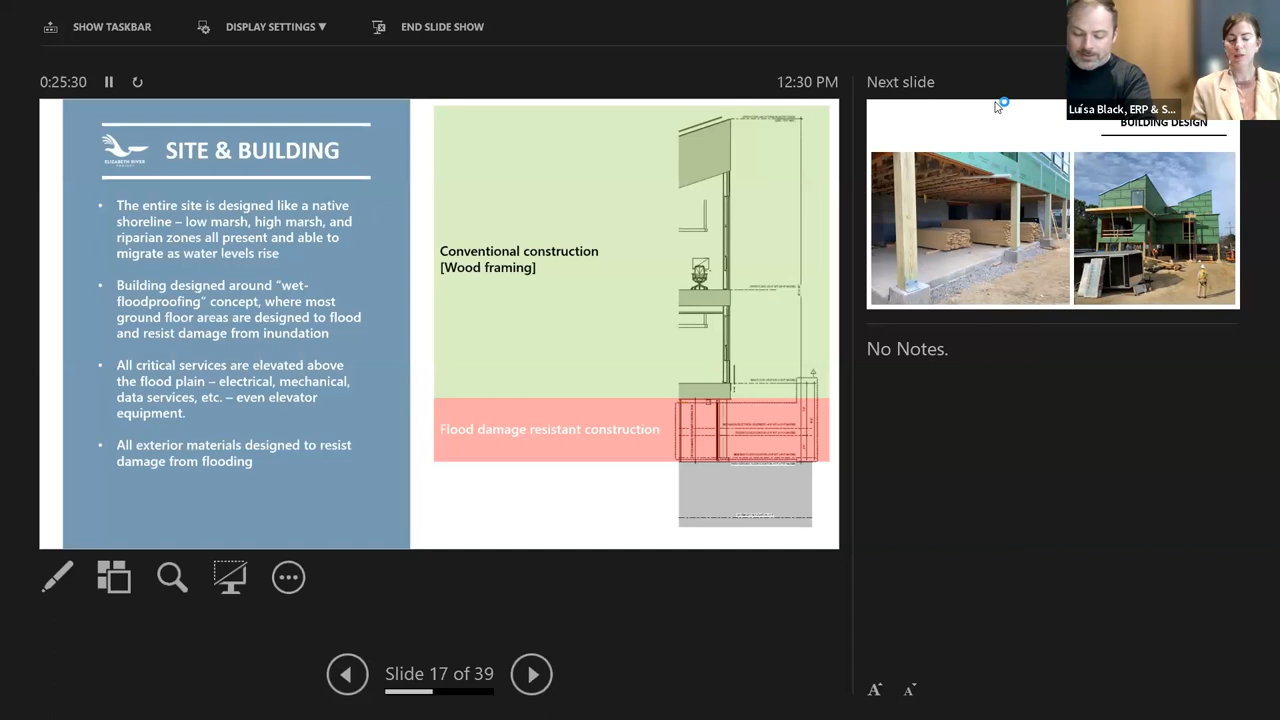 SHOW TASKBAR
DISPLAY SETTINGS ▼
END SLIDE SHOW
0:25:30
12:30 PM
Next slide
Luísa Black, ERP & S...
BUILDING DESIGN
ELIZABETH RIVER
PROJECT
SITE & BUILDING
• The entire site is designed like a native
shoreline – low marsh, high marsh, and
riparian zones all present and able to
migrate as water levels rise
• Building designed around “wet-
floodproofing” concept, where most
ground floor areas are designed to flood
and resist damage from inundation
• All critical services are elevated above
the flood plain – electrical, mechanical,
data services, etc. – even elevator
equipment.
• All exterior materials designed to resist
damage from flooding
Conventional construction
[Wood framing]
Flood damage resistant construction
No Notes.
Slide 17 of 39
A A